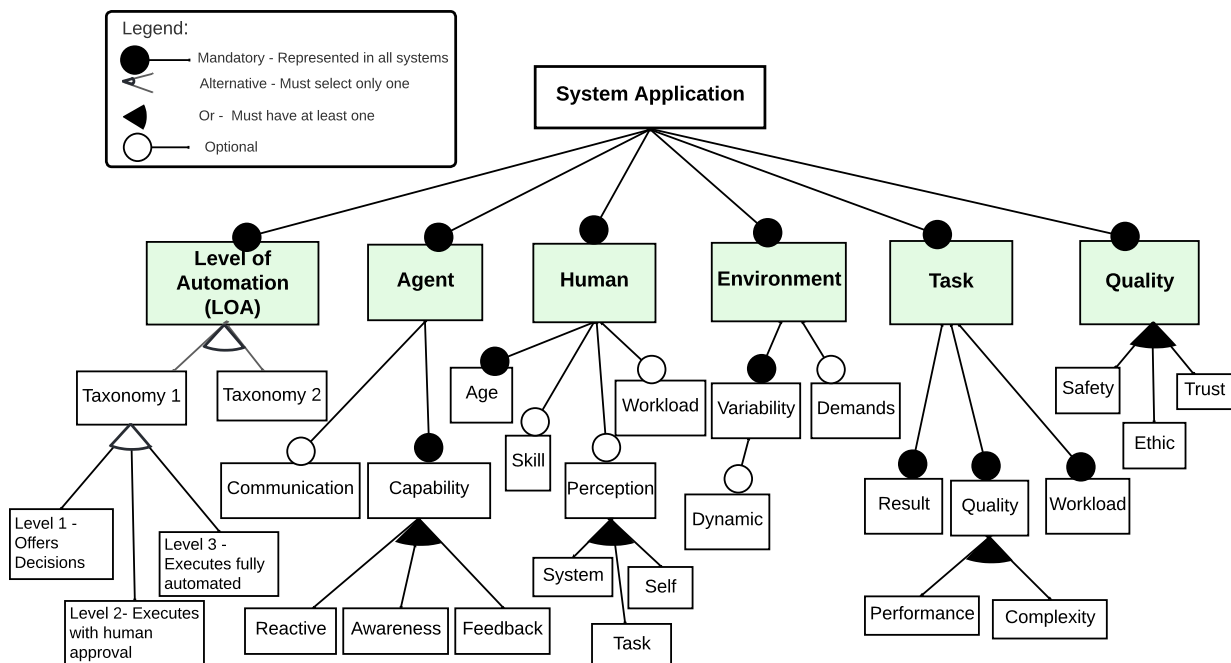 Legend:
Mandatory - Represented in all systems
Alternative - Must select only one
Or -  Must have at least one
Optional
System Application
Level of
Automation
(LOA)
Agent
Human
Environment
Task
Quality
Taxonomy 1
Taxonomy 2
Age
Workload
Variability
Demands
Safety
Trust
Ethic
Skill
Communication
Capability
Perception
Dynamic
Result
Quality
Workload
Level 1 -
Offers
Decisions
Level 3 -
Executes fully
automated
Level 2- Executes
with human
approval
System
Self
Task
Reactive
Awareness
Feedback
Performance
Complexity